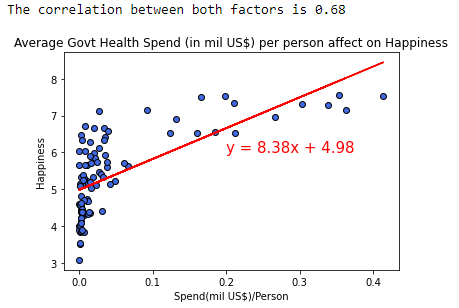 The correlation between both factors is 0.68
Average Govt Health Spend (in mil US$) per person affect on Happiness
8
7
6
5
4
3
Happiness
y = 8.38x + 4.98
0.0 0.1 0.2 0.3 0.4
Spend(mil US$)/Person